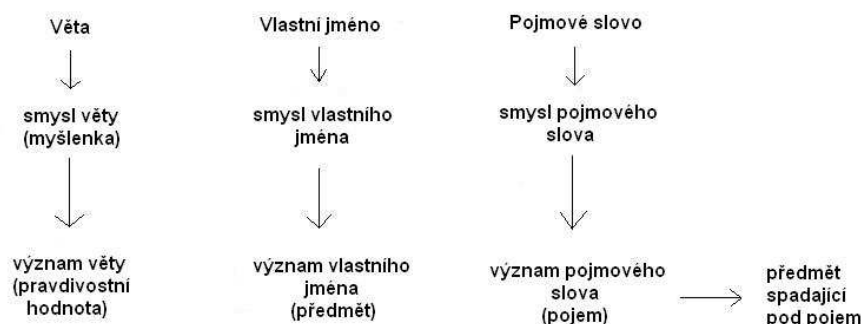 Věta
smysl věty
(myšlenka)
význam věty
(pravdivostní
hodnota)
Vlastní jméno
smysl vlastního
jména
význam vlastního
jména
(předmět)
Pojmové slovo
smysl pojmového
slova
význam pojmového
slova
(pojem)
předmět
spadající
pod pojem